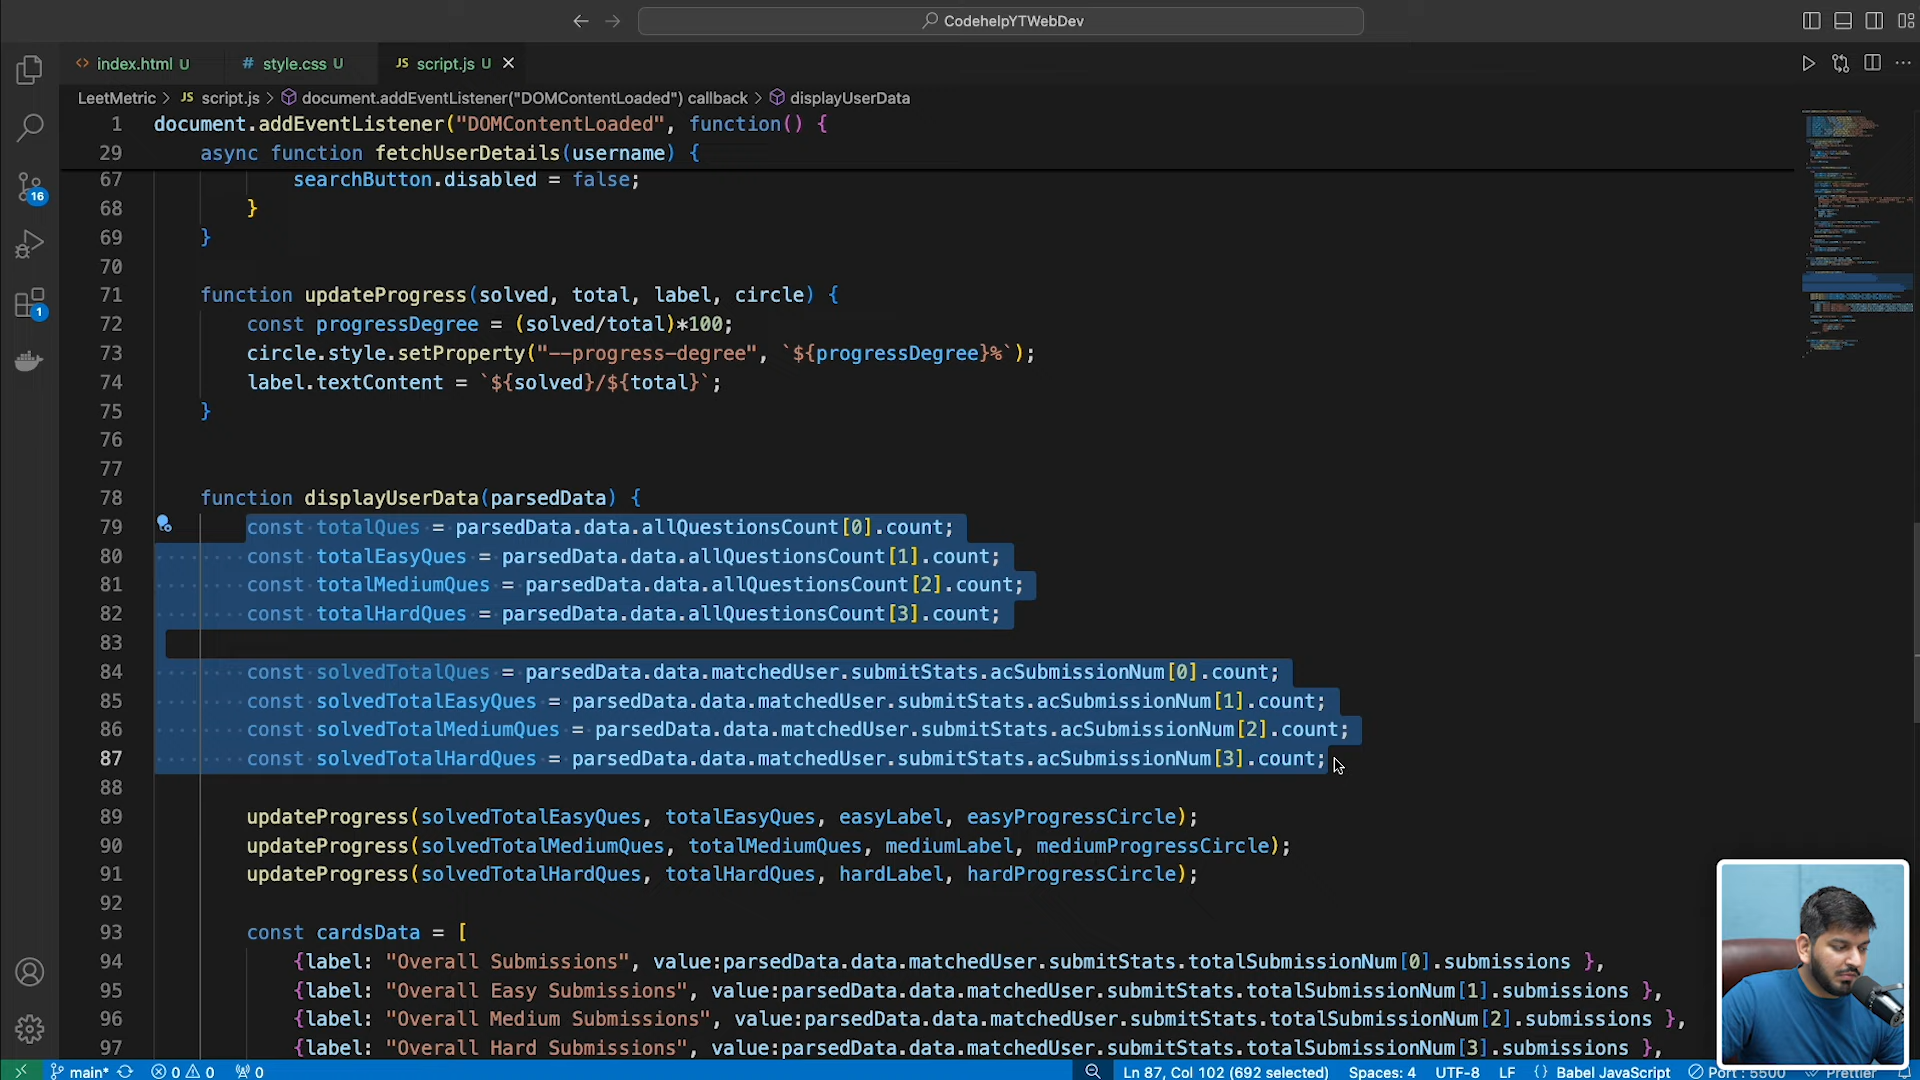 CodehelpYTWebDev
index.html U
# style.css U
JS script.js U
LeetMetric > JS script.js > document.addEventListener("DOMContentLoaded") callback > displayUserData
1 document.addEventListener("DOMContentLoaded", function() {
29 async function fetchUserDetails(username) {
67 searchButton.disabled = false;
68 }
69 }
70
71 function updateProgress(solved, total, label, circle) {
72 const progressDegree = (solved/total)*100;
73 circle.style.setProperty("--progress-degree", `${progressDegree}%`);
74 label.textContent = `${solved}/${total}`;
75 }
76
77
78 function displayUserData(parsedData) {
79 const totalQues = parsedData.data.allQuestionsCount[0].count;
80 const totalEasyQues = parsedData.data.allQuestionsCount[1].count;
81 const totalMediumQues = parsedData.data.allQuestionsCount[2].count;
82 const totalHardQues = parsedData.data.allQuestionsCount[3].count;
83
84 const solvedTotalQues = parsedData.data.matchedUser.submitStats.acSubmissionNum[0].count;
85 const solvedTotalEasyQues = parsedData.data.matchedUser.submitStats.acSubmissionNum[1].count;
86 const solvedTotalMediumQues = parsedData.data.matchedUser.submitStats.acSubmissionNum[2].count;
87 const solvedTotalHardQues = parsedData.data.matchedUser.submitStats.acSubmissionNum[3].count;
88
89 updateProgress(solvedTotalEasyQues, totalEasyQues, easyLabel, easyProgressCircle);
90 updateProgress(solvedTotalMediumQues, totalMediumQues, mediumLabel, mediumProgressCircle);
91 updateProgress(solvedTotalHardQues, totalHardQues, hardLabel, hardProgressCircle);
92
93 const cardsData = [
94 {label: "Overall Submissions", value:parsedData.data.matchedUser.submitStats.totalSubmissionNum[0].submissions },
95 {label: "Overall Easy Submissions", value:parsedData.data.matchedUser.submitStats.totalSubmissionNum[1].submissions },
96 {label: "Overall Medium Submissions", value:parsedData.data.matchedUser.submitStats.totalSubmissionNum[2].submissions },
97 {label: "Overall Hard Submissions", value:parsedData.data.matchedUser.submitStats.totalSubmissionNum[3].submissions },
16
1
main* 0 0 0 Ln 87, Col 102 (692 selected) Spaces: 4 UTF-8 LF {} Babel JavaScript Port : 5500 Prettier